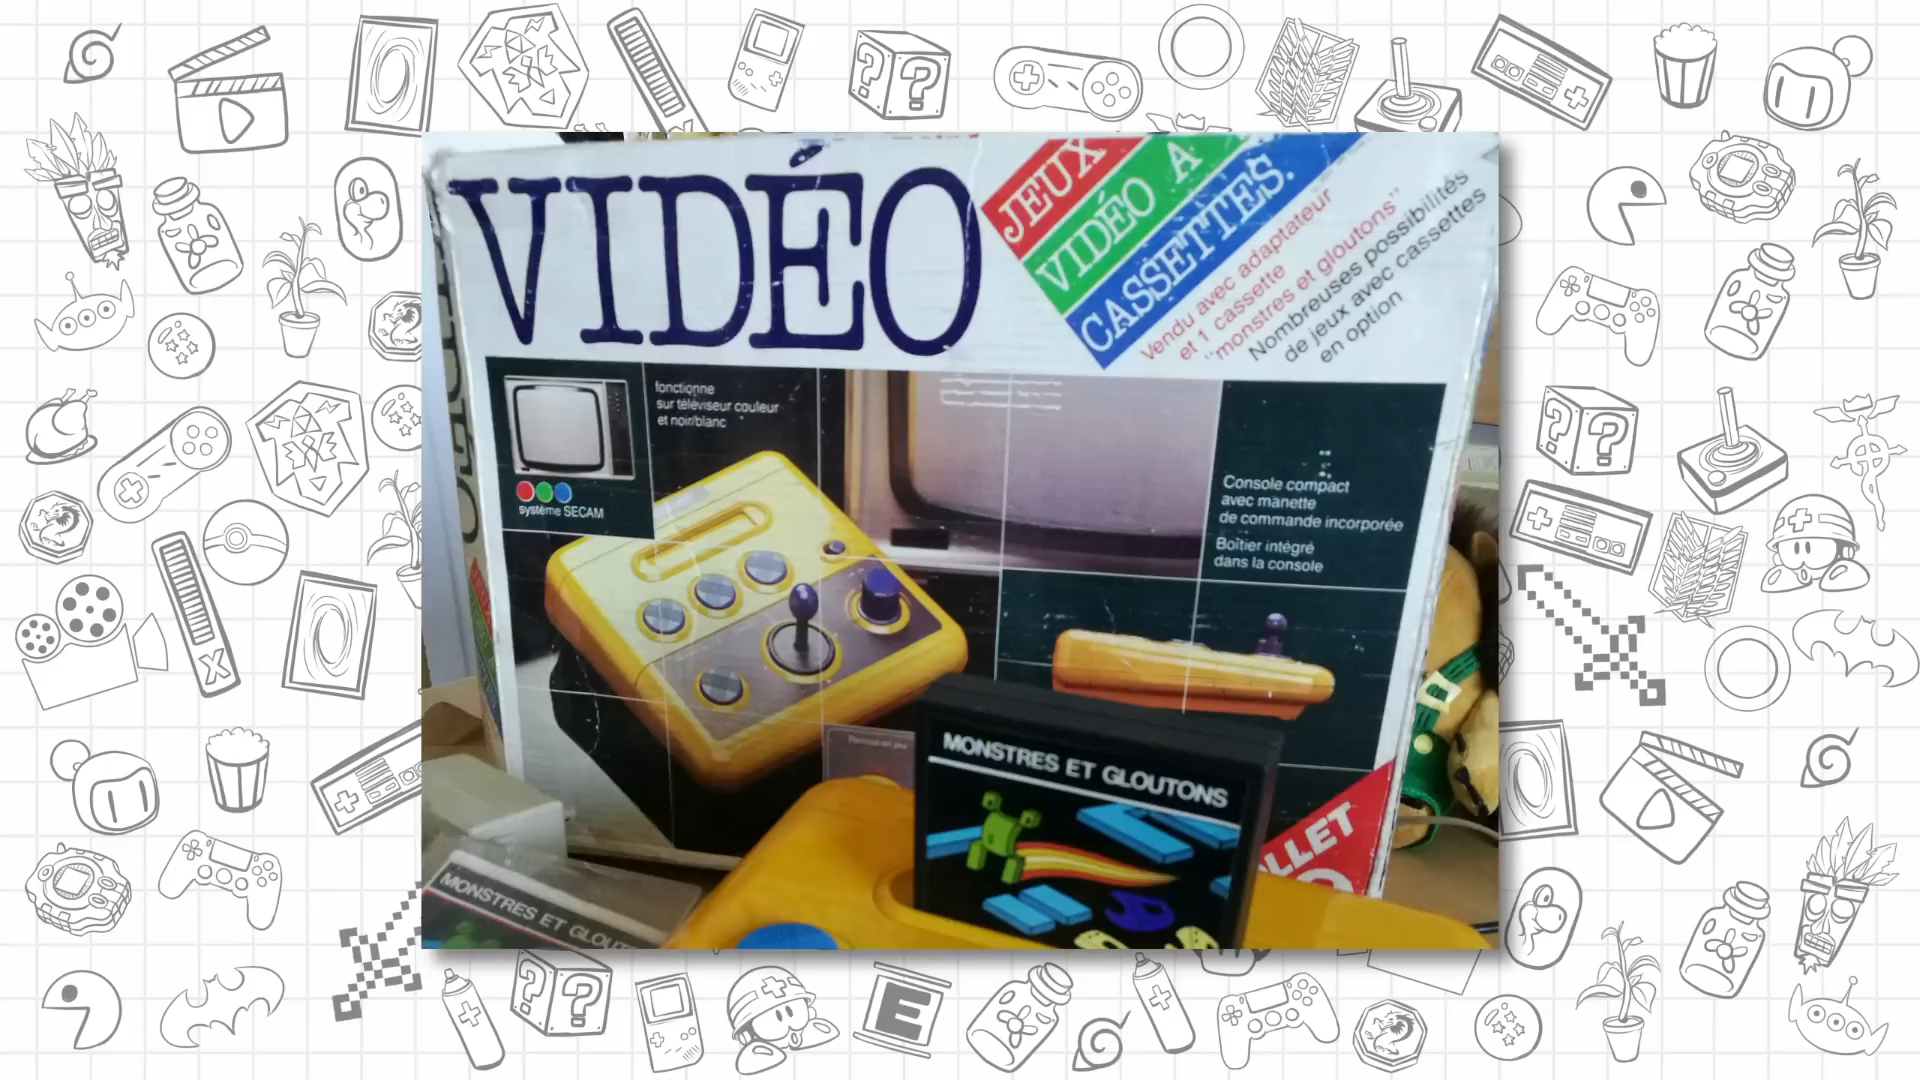 VIDÉO
JEUX
VIDÉO A
CASSETTES.
Vendu avec adaptateur
et 1 cassette
"monstres et gloutons"
Nombreuses possibilités
de jeux avec cassettes
en option
fonctionne
sur téléviseur couleur
et noir/blanc
système SECAM
Console compact
avec manette
de commande incorporée
Boîtier intégré
dans la console
MONSTRES ET GLOUTONS
LLET
MONSTRES ET GLOUT
? ?
? ?
? ?
X
E